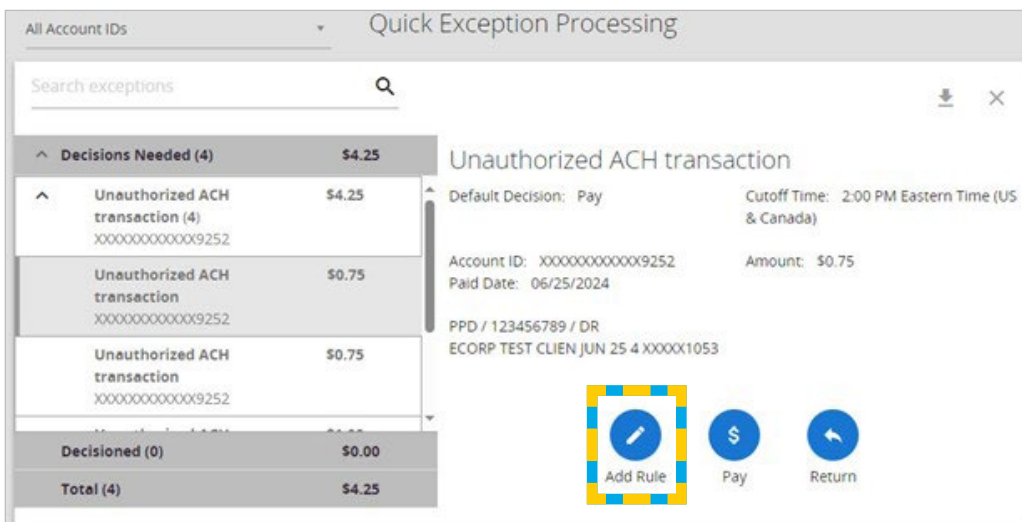 All Account IDs
Quick Exception Processing
Search exceptions
Decisions Needed (4) $4.25
Unauthorized ACH $4.25
transaction (4)
XXXXXXXXXXXX9252
Unauthorized ACH $0.75
transaction
XXXXXXXXXXXX9252
Unauthorized ACH $0.75
transaction
XXXXXXXXXXXX9252
Decisioned (0) $0.00
Total (4) $4.25
Unauthorized ACH transaction
Default Decision: Pay
Cutoff Time: 2:00 PM Eastern Time (US
& Canada)
Account ID: XXXXXXXXXXXX9252
Amount: $0.75
Paid Date: 06/25/2024
PPD / 123456789 / DR
ECORP TEST CLIEN JUN 25 4 XXXXX1053
$
Add Rule
Pay
Return